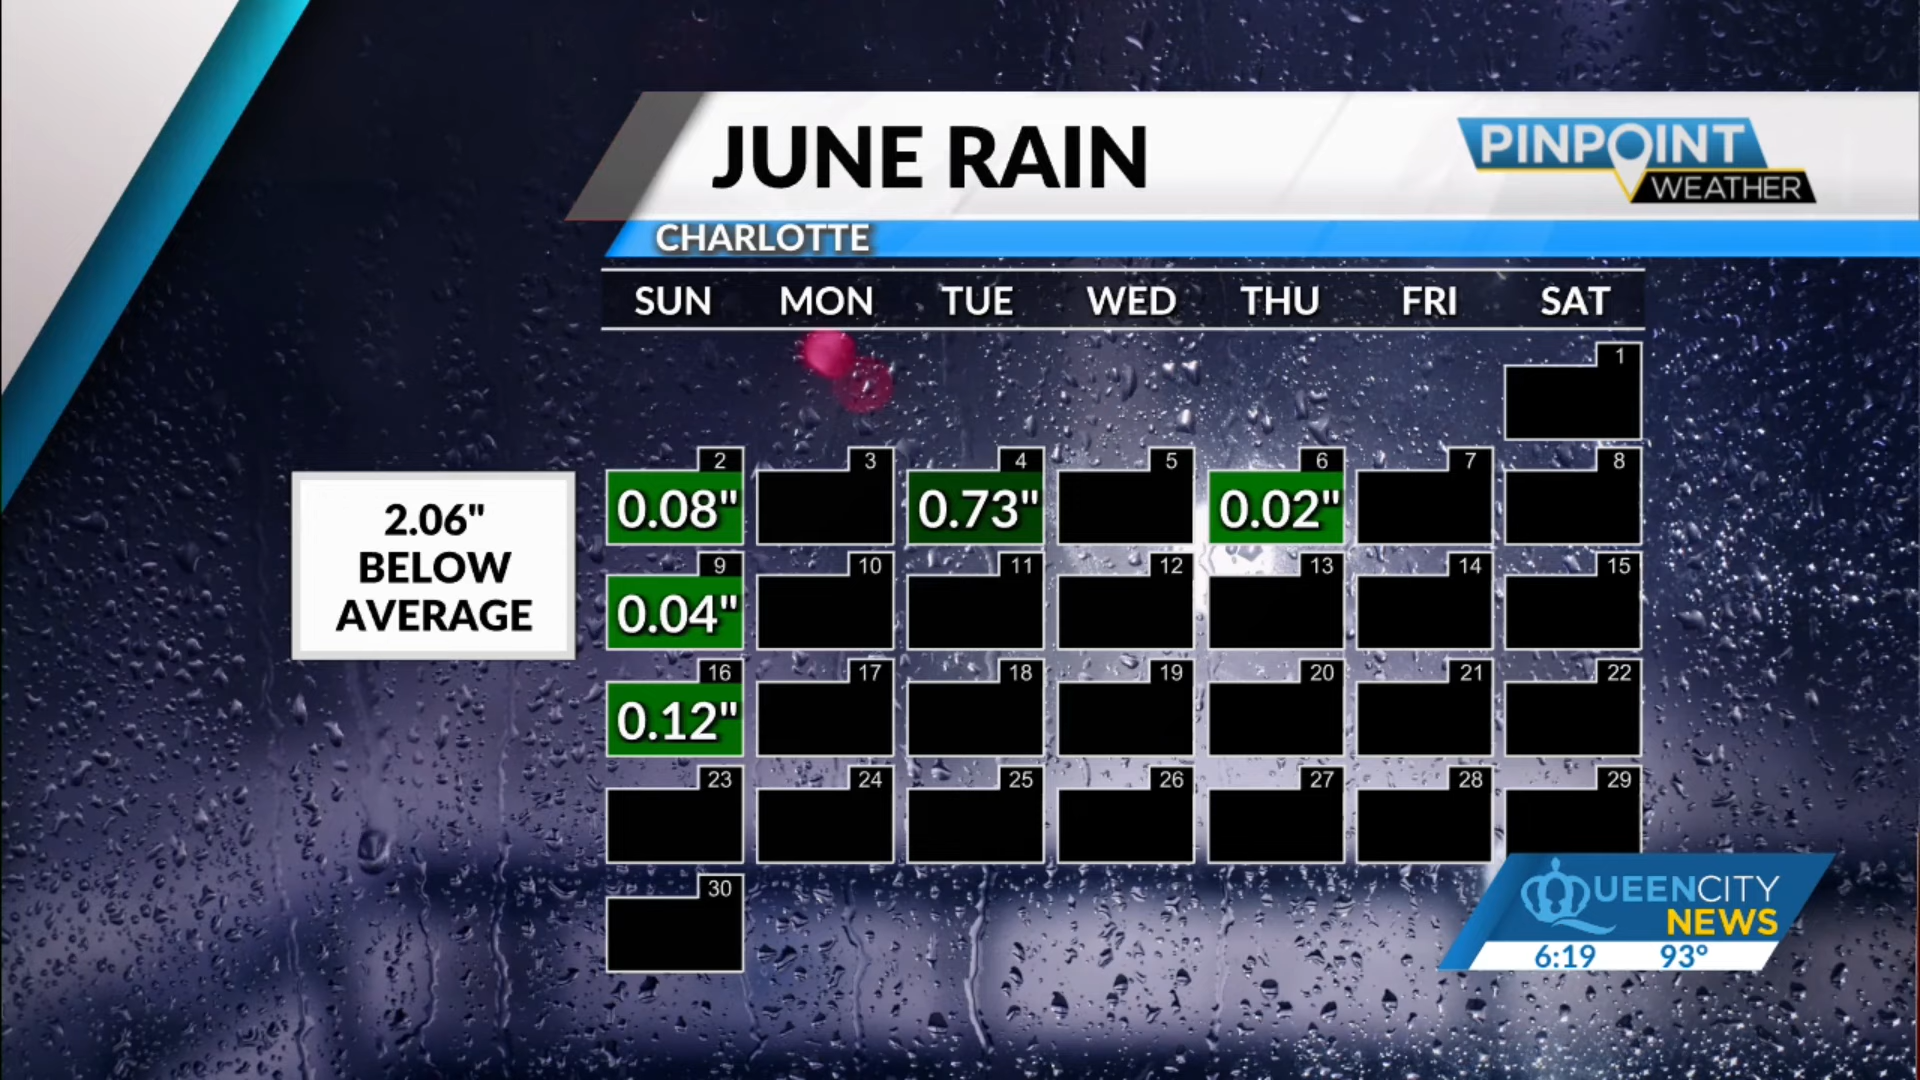 JUNE RAIN
PINPOINT
WEATHER
CHARLOTTE
SUN MON TUE WED THU FRI SAT
1
2 3 4 5 6 7 8
0.08" 0.73" 0.02"
2.06"
BELOW
AVERAGE
9 10 11 12 13 14 15
0.04"
16 17 18 19 20 21 22
0.12"
23 24 25 26 27 28 29
30
QUEEN CITY
NEWS
6:19 93°